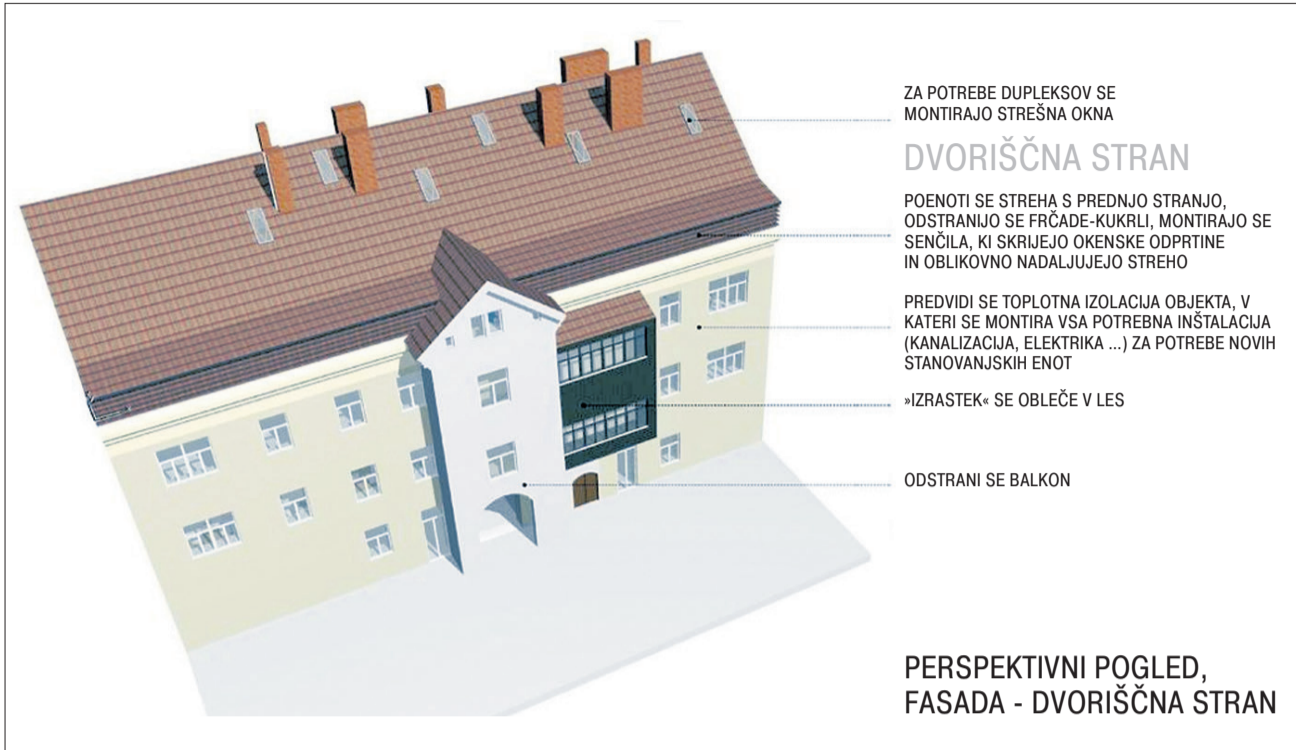 ZA POTREBE DUPLEKSOV SE
MONTIRAJO STREŠNA OKNA
DVORIŠČNA STRAN
POENOTI SE STREHA S PREDNJO STRANJO,
ODSTRANIJO SE FRČADE-KUKRLI, MONTIRAJO SE
SENČILA, KI SKRIJEJO OKENSKE ODPRTINE
IN OBLIKOVNO NADALJUJEJO STREHO
PREDVIDI SE TOPLOTNA IZOLACIJA OBJEKTA, V
KATERI SE MONTIRA VSA POTREBNA INŠTALACIJA
(KANALIZACIJA, ELEKTRIKA ...) ZA POTREBE NOVIH
STANOVANJSKIH ENOT
»IZRASTEK« SE OBLEČE V LES
ODSTRANI SE BALKON
PERSPEKTIVNI POGLED,
FASADA - DVORIŠČNA STRAN